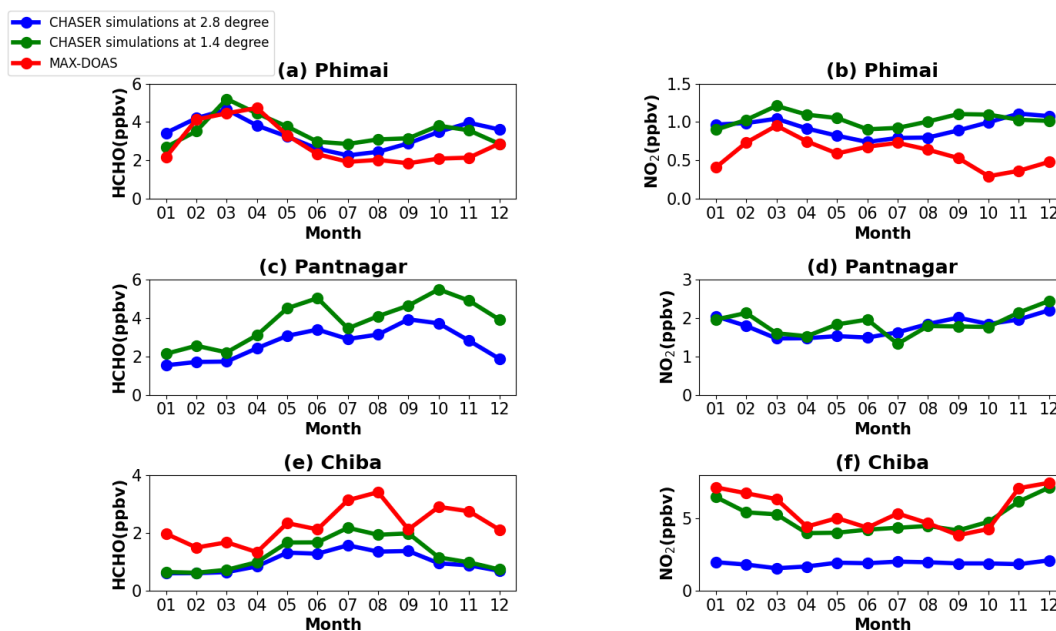 CHASER simulations at 2.8 degree
CHASER simulations at 1.4 degree
MAX-DOAS
(a) Phimai
HCHO(ppbv)
6
4
2
0
01 02 03 04 05 06 07 08 09 10 11 12
Month
(b) Phimai
NO₂(ppbv)
1.5
1.0
0.5
0.0
01 02 03 04 05 06 07 08 09 10 11 12
Month
(c) Pantnagar
HCHO(ppbv)
6
4
2
0
01 02 03 04 05 06 07 08 09 10 11 12
Month
(d) Pantnagar
NO₂(ppbv)
3
2
1
0
01 02 03 04 05 06 07 08 09 10 11 12
Month
(e) Chiba
HCHO(ppbv)
4
2
0
01 02 03 04 05 06 07 08 09 10 11 12
Month
(f) Chiba
NO₂(ppbv)
5
0
01 02 03 04 05 06 07 08 09 10 11 12
Month